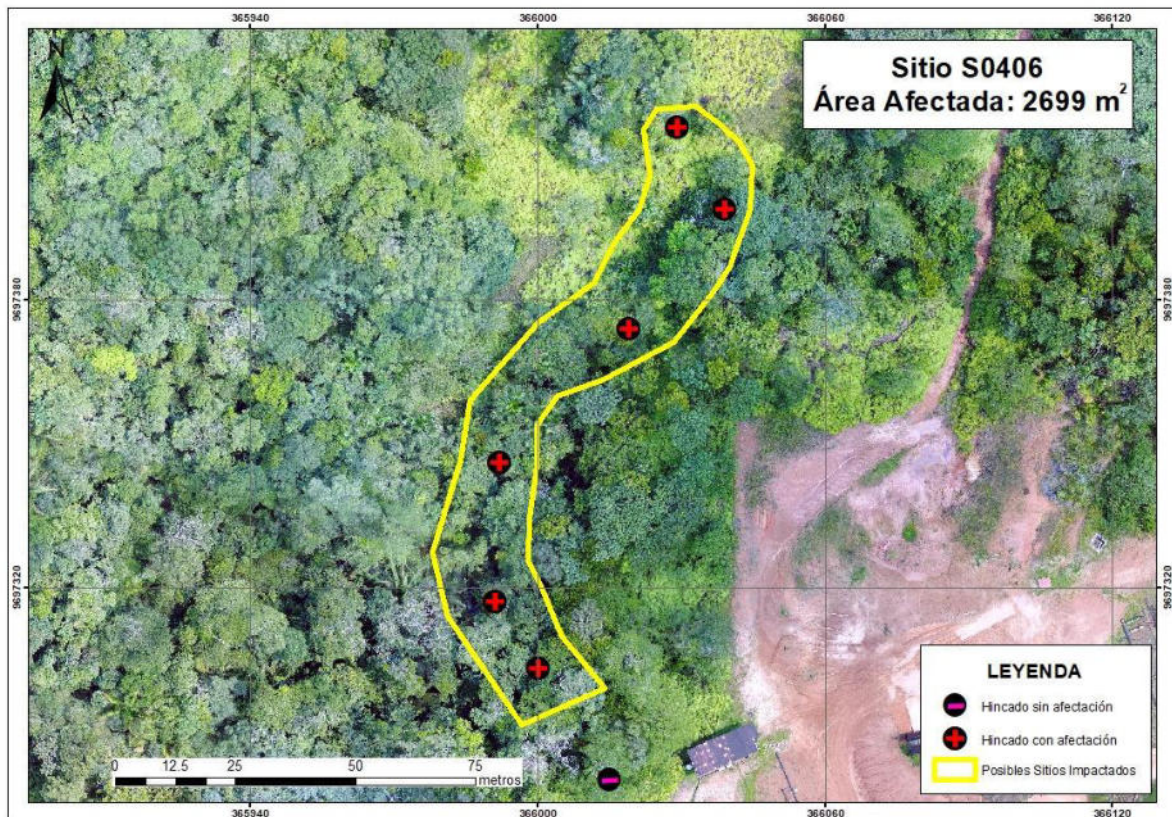 365940 366000 366060 366120
N
Sitio S0406
Área Afectada: 2699 m²
9697380 9697380
9697320 9697320
LEYENDA
Hincado sin afectación
Hincado con afectación
Posibles Sitios Impactados
0 12.5 25 50 75
metros
365940 366000 366060 366120